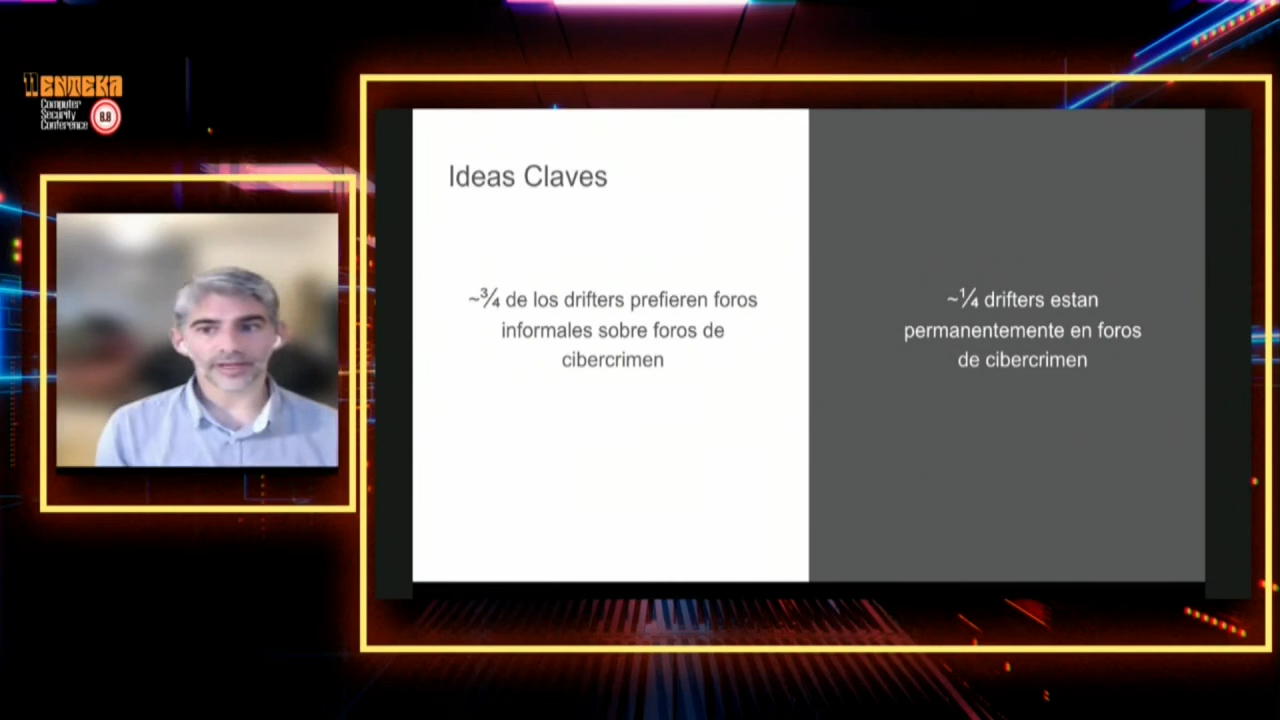 11ENTEKA
Computer
Security
Conference
8.8
Ideas Claves
~¾ de los drifters prefieren foros
informales sobre foros de
cibercrimen
~¼ drifters estan
permanentemente en foros
de cibercrimen